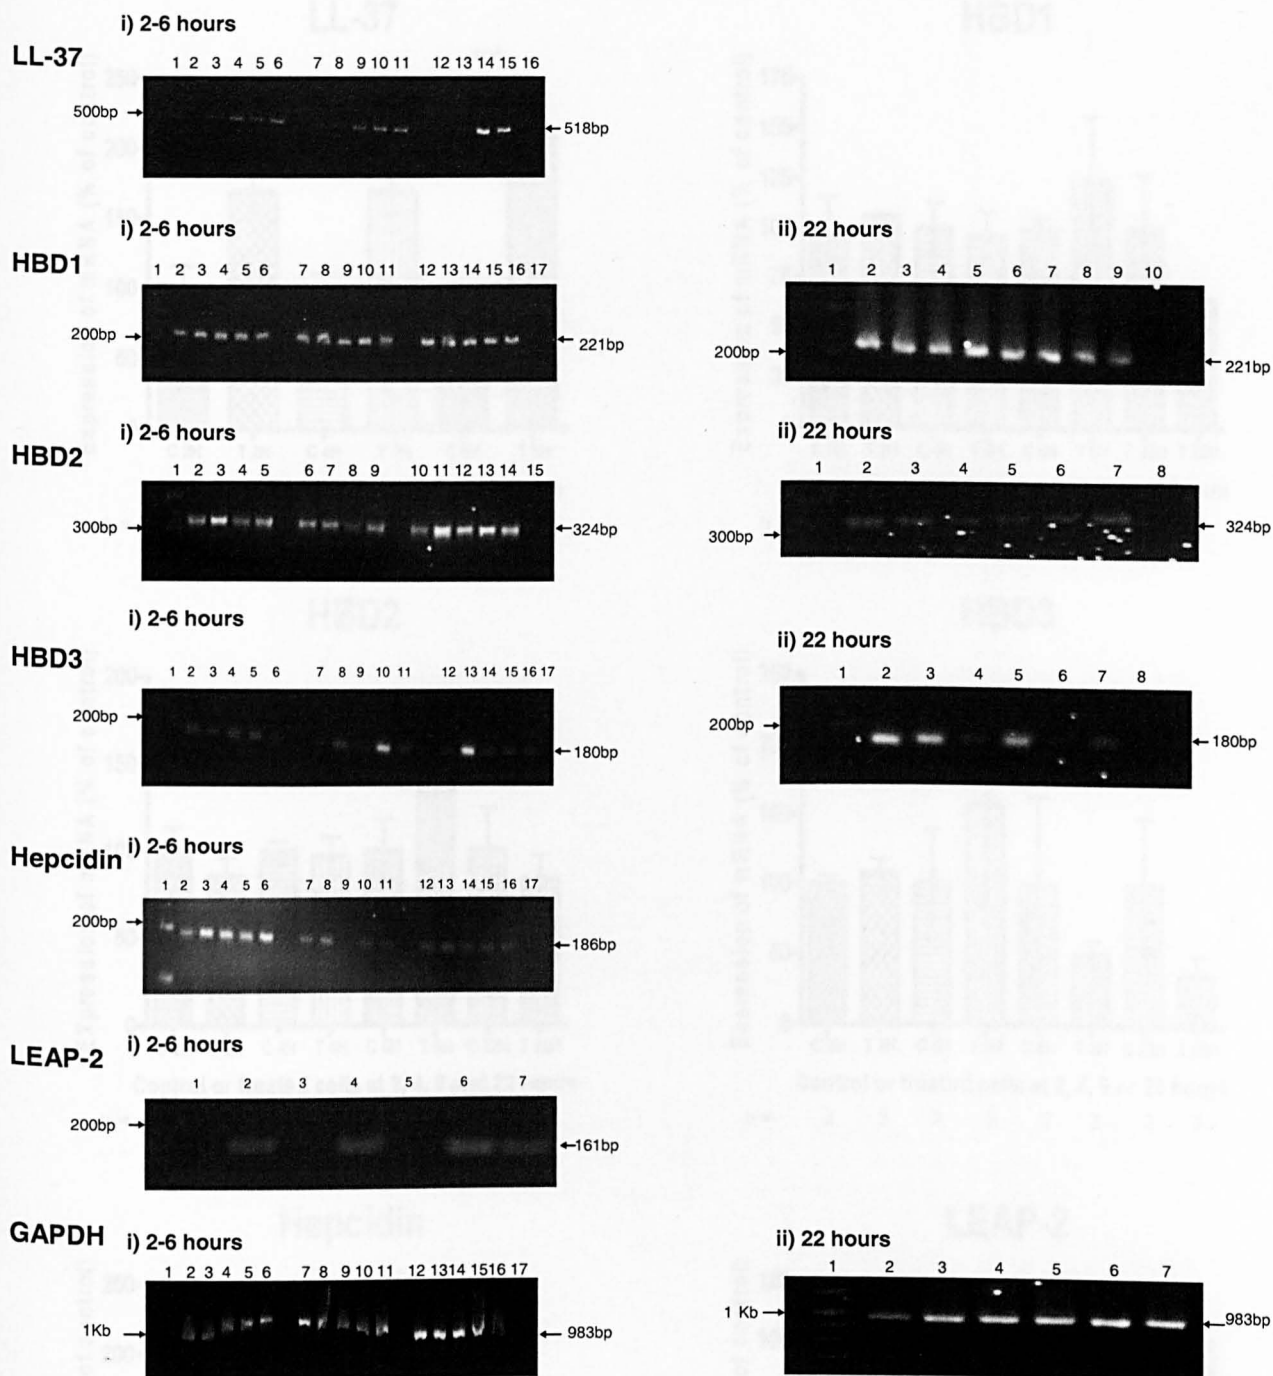 i) 2-6 hours
LL-37
1 2 3 4 5 6 7 8 9 10 11 12 13 14 15 16
500bp
518bp
i) 2-6 hours
HBD1
1 2 3 4 5 6 7 8 9 10 11 12 13 14 15 16 17
200bp
221bp
ii) 22 hours
1 2 3 4 5 6 7 8 9 10
200bp
221bp
i) 2-6 hours
HBD2
1 2 3 4 5 6 7 8 9 10 11 12 13 14 15
300bp
324bp
ii) 22 hours
1 2 3 4 5 6 7 8
300bp
324bp
i) 2-6 hours
HBD3
1 2 3 4 5 6 7 8 9 10 11 12 13 14 15 16 17
200bp
180bp
ii) 22 hours
1 2 3 4 5 6 7 8
200bp
180bp
i) 2-6 hours
Hepcidin
1 2 3 4 5 6 7 8 9 10 11 12 13 14 15 16 17
200bp
186bp
i) 2-6 hours
LEAP-2
1 2 3 4 5 6 7
200bp
161bp
i) 2-6 hours
GAPDH
1 2 3 4 5 6 7 8 9 10 11 12 13 14 15 16 17
1Kb
983bp
ii) 22 hours
1 2 3 4 5 6 7
1 Kb
983bp